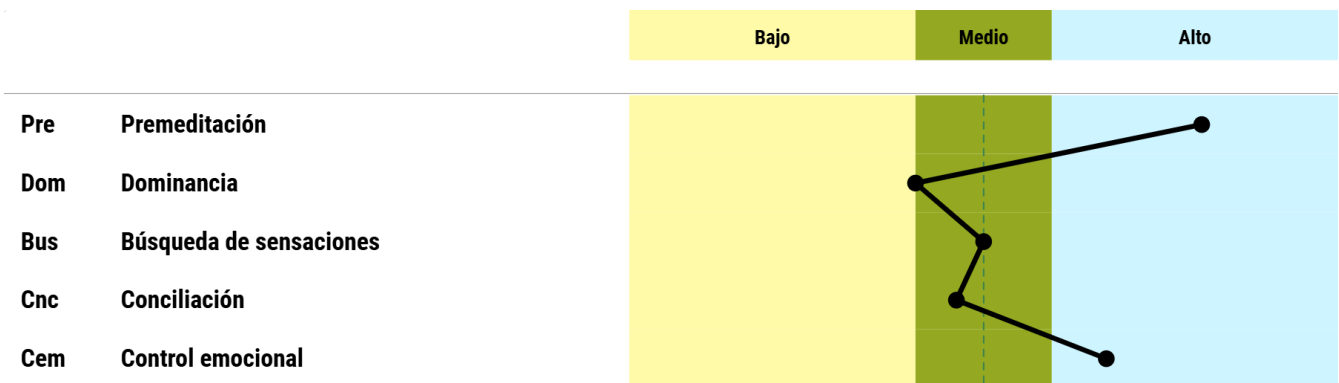 Bajo Medio Alto
Pre Premeditación
Dom Dominancia
Bus Búsqueda de sensaciones
Cnc Conciliación
Cem Control emocional